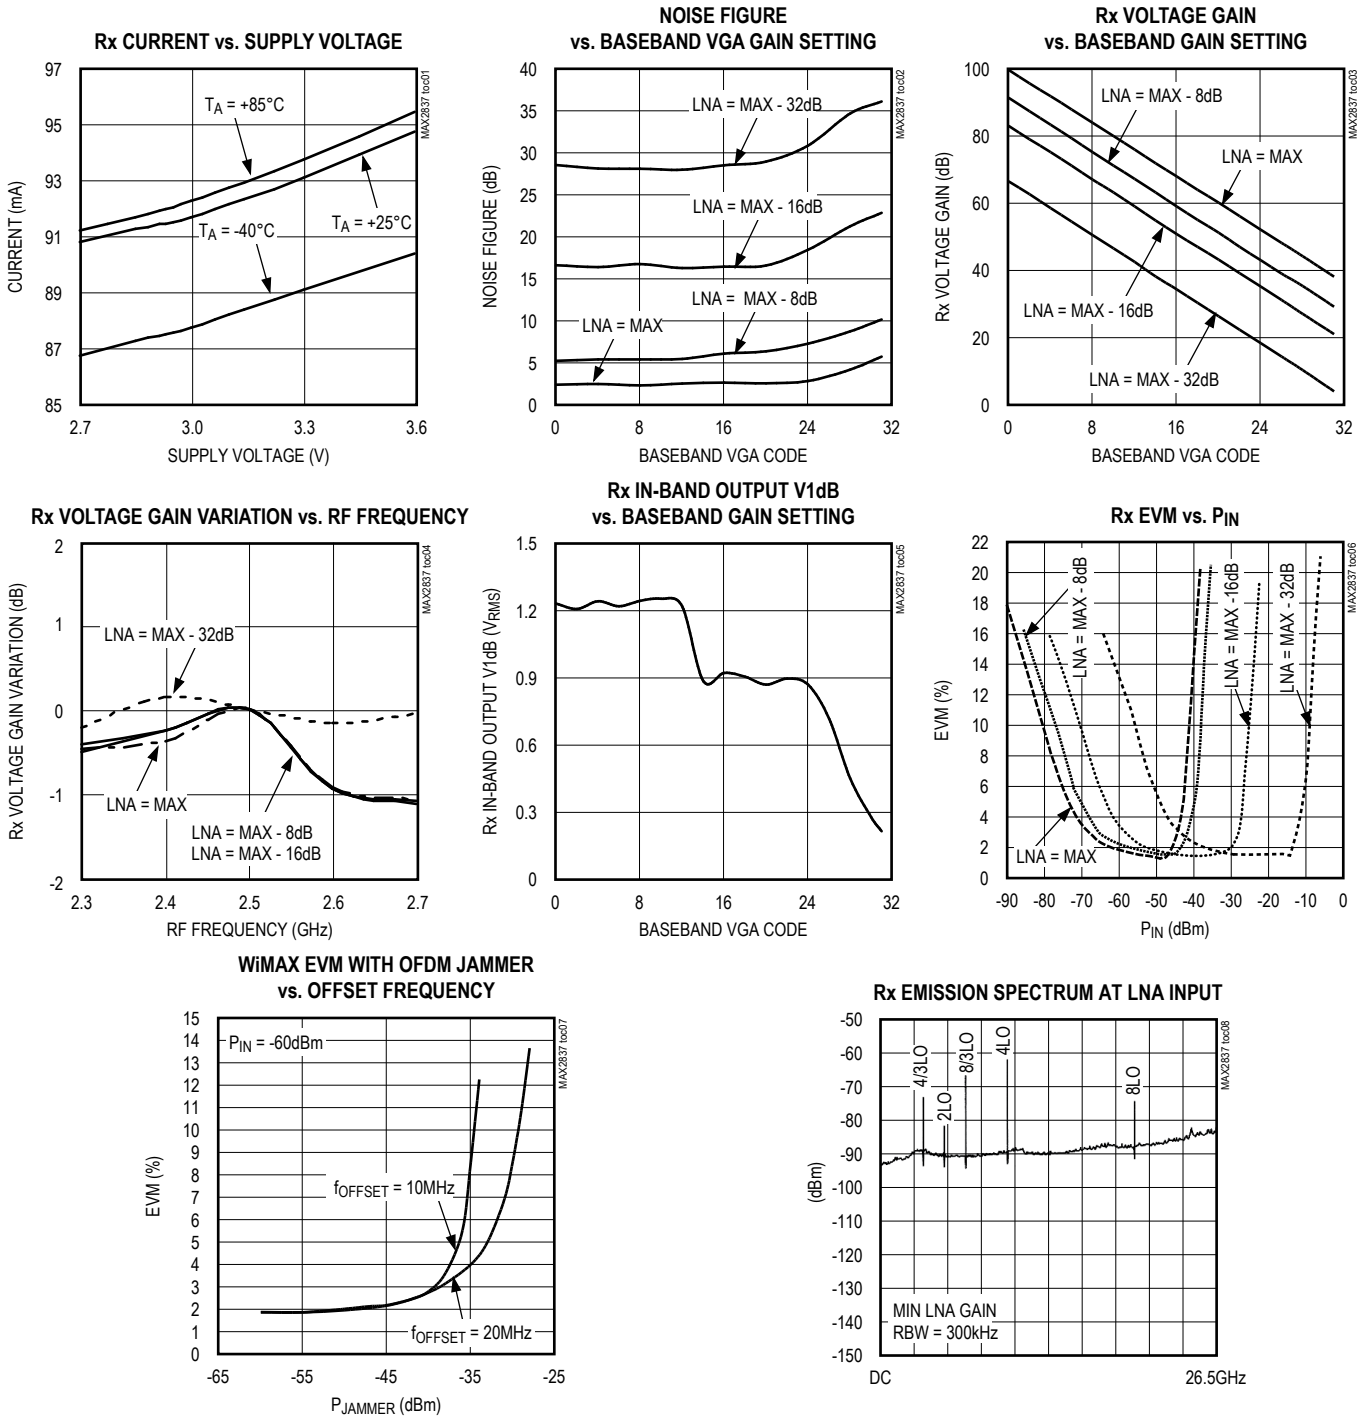 Rx CURRENT vs. SUPPLY VOLTAGE
MAX2837 toc01
CURRENT (mA)
97
95
93
91
89
87
85
TA = +85°C
TA = +25°C
TA = -40°C
2.7
3.0
3.3
3.6
SUPPLY VOLTAGE (V)
NOISE FIGURE
vs. BASEBAND VGA GAIN SETTING
MAX2837 toc02
NOISE FIGURE (dB)
40
35
30
25
20
15
10
5
0
LNA = MAX - 32dB
LNA = MAX - 16dB
LNA = MAX - 8dB
LNA = MAX
0
8
16
24
32
BASEBAND VGA CODE
Rx VOLTAGE GAIN
vs. BASEBAND GAIN SETTING
MAX2837 toc03
Rx VOLTAGE GAIN (dB)
100
80
60
40
20
0
LNA = MAX - 8dB
LNA = MAX
LNA = MAX - 16dB
LNA = MAX - 32dB
0
8
16
24
32
BASEBAND VGA CODE
Rx VOLTAGE GAIN VARIATION vs. RF FREQUENCY
MAX2837 toc04
Rx VOLTAGE GAIN VARIATION (dB)
2
1
0
-1
-2
LNA = MAX - 32dB
LNA = MAX
LNA = MAX - 8dB
LNA = MAX - 16dB
2.3
2.4
2.5
2.6
2.7
RF FREQUENCY (GHz)
Rx IN-BAND OUTPUT V1dB
vs. BASEBAND GAIN SETTING
MAX2837 toc05
Rx IN-BAND OUTPUT V1dB (VRMS)
1.5
1.2
0.9
0.6
0.3
0
0
8
16
24
32
BASEBAND VGA CODE
Rx EVM vs. PIN
MAX2837 toc06
EVM (%)
22
20
18
16
14
12
10
8
6
4
2
0
LNA = MAX - 8dB
LNA = MAX -16dB
LNA = MAX - 32dB
LNA = MAX
-90
-80
-70
-60
-50
-40
-30
-20
-10
0
PIN (dBm)
WiMAX EVM WITH OFDM JAMMER
vs. OFFSET FREQUENCY
MAX2837 toc07
EVM (%)
15
14
13
12
11
10
9
8
7
6
5
4
3
2
1
0
PIN = -60dBm
fOFFSET = 10MHz
fOFFSET = 20MHz
-65
-55
-45
-35
-25
PJAMMER (dBm)
Rx EMISSION SPECTRUM AT LNA INPUT
MAX2837 toc08
(dBm)
-50
-60
-70
-80
-90
-100
-110
-120
-130
-140
-150
4/3LO
2LO
8/3LO
4LO
8LO
MIN LNA GAIN
RBW = 300kHz
DC
26.5GHz